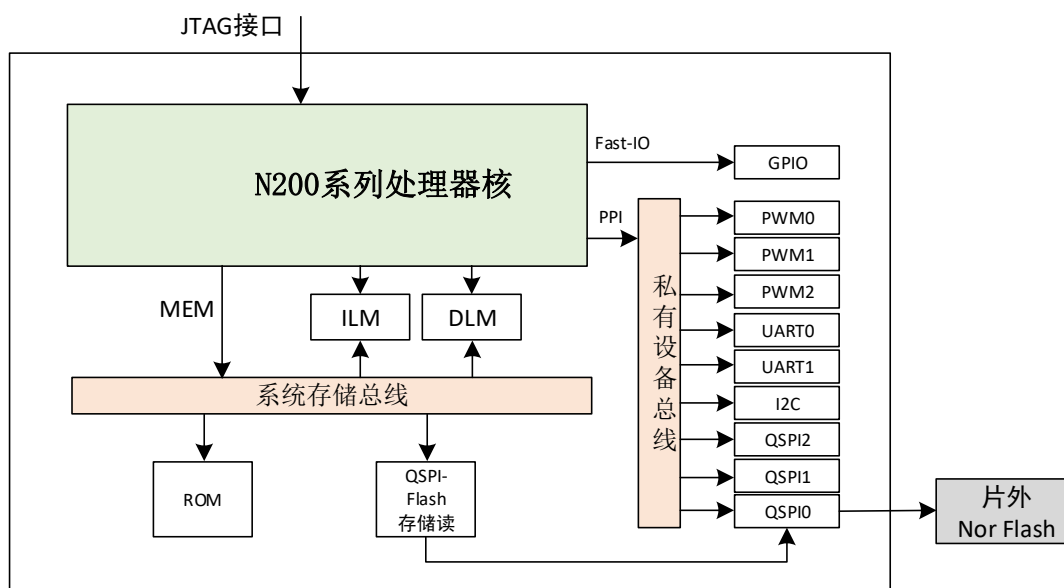 JTAG接口
N200系列处理器核
Fast-IO
GPIO
PPI
私有设备总线
PWM0
PWM1
PWM2
UART0
UART1
I2C
QSPI2
QSPI1
QSPI0
MEM
ILM
DLM
系统存储总线
ROM
QSPI-
Flash
存储读
片外
Nor Flash